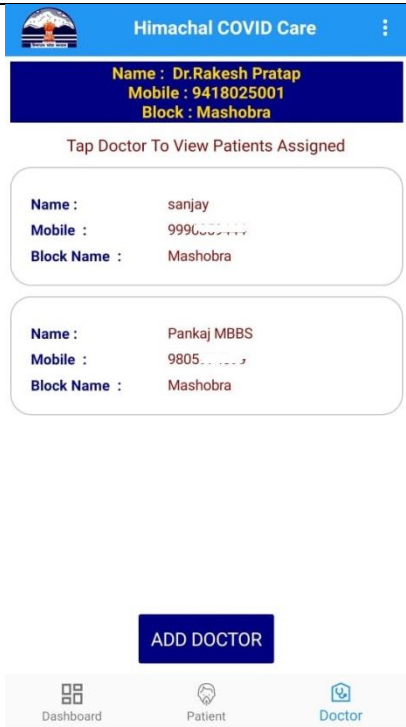 Himachal COVID Care
Name : Dr.Rakesh Pratap
Mobile : 9418025001
Block : Mashobra
Tap Doctor To View Patients Assigned
Name : sanjay
Mobile :
Block Name : Mashobra
Name : Pankaj MBBS
Mobile :
Block Name : Mashobra
ADD DOCTOR
Dashboard Patient Doctor